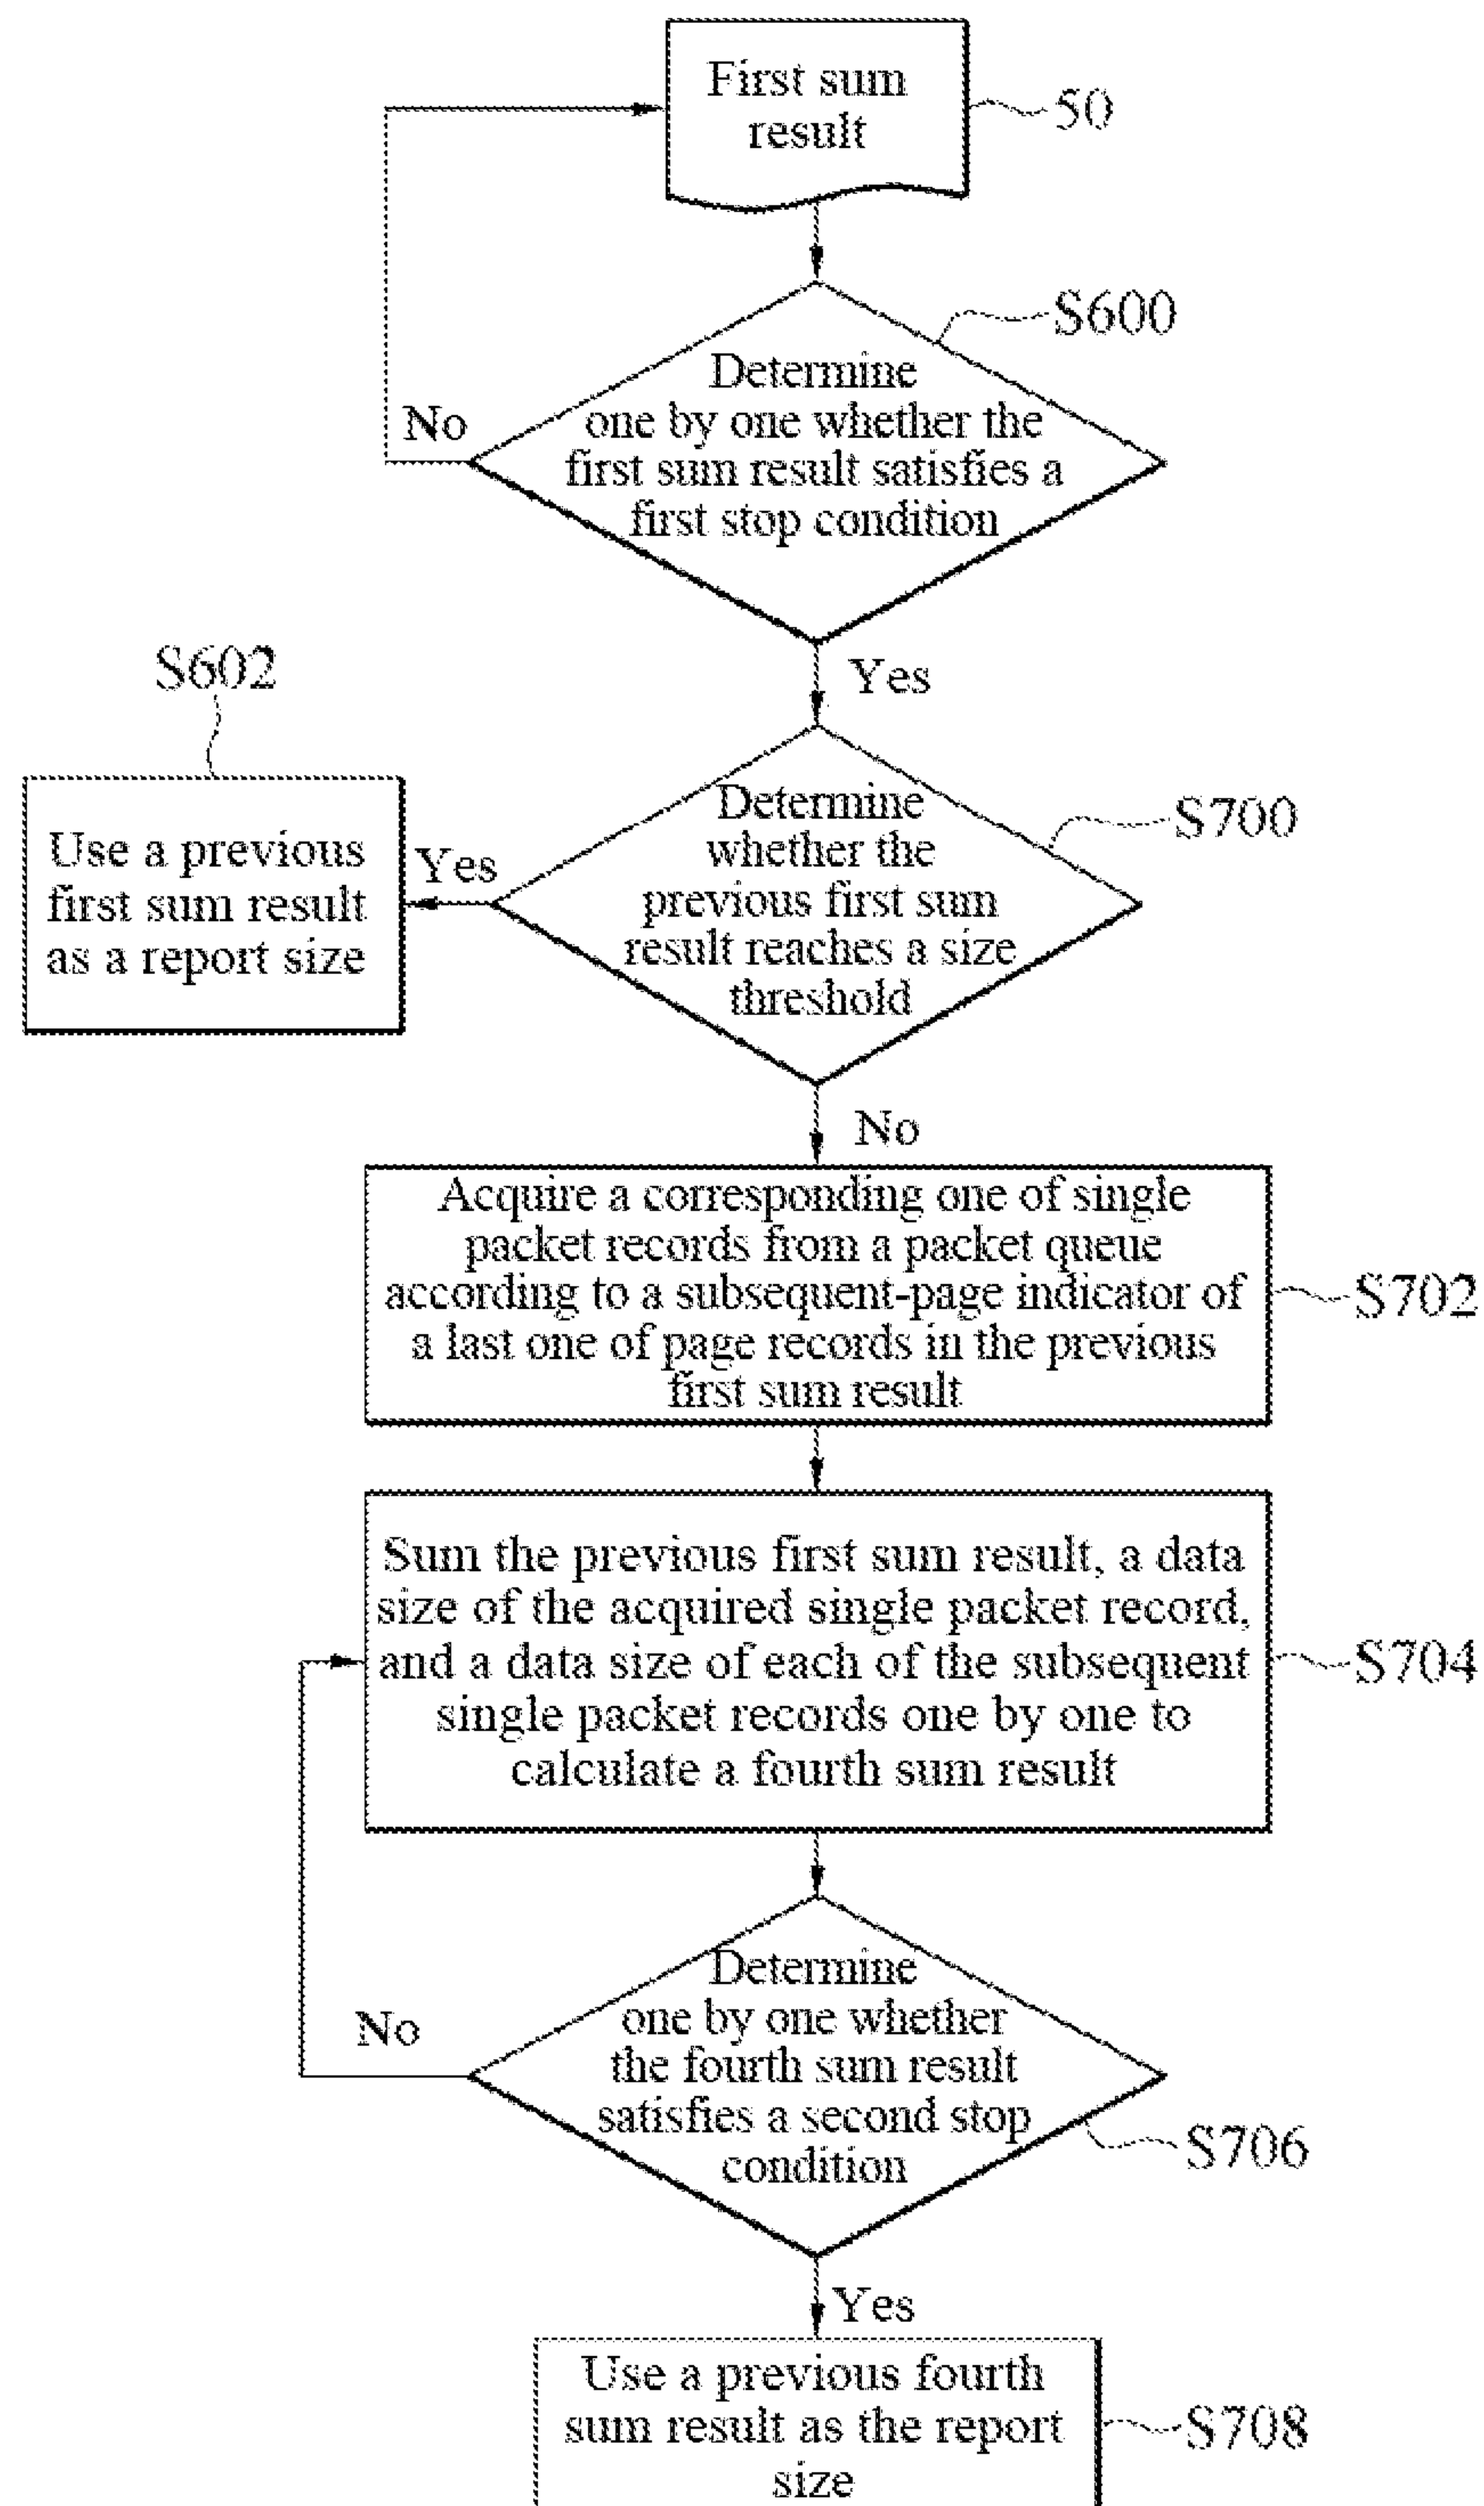 First sum
result
50
S600
Determine
one by one whether the
first sum result satisfies a
first stop condition
No
Yes
S602
Use a previous
first sum result
as a report size
Yes
S700
Determine
whether the
previous first sum
result reaches a size
threshold
No
Acquire a corresponding one of single
packet records from a packet queue
according to a subsequent-page indicator of
a last one of page records in the previous
first sum result
S702
Sum the previous first sum result, a data
size of the acquired single packet record,
and a data size of each of the subsequent
single packet records one by one to
calculate a fourth sum result
S704
Determine
one by one whether
the fourth sum result
satisfies a second stop
condition
No
S706
Yes
Use a previous fourth
sum result as the report
size
S708